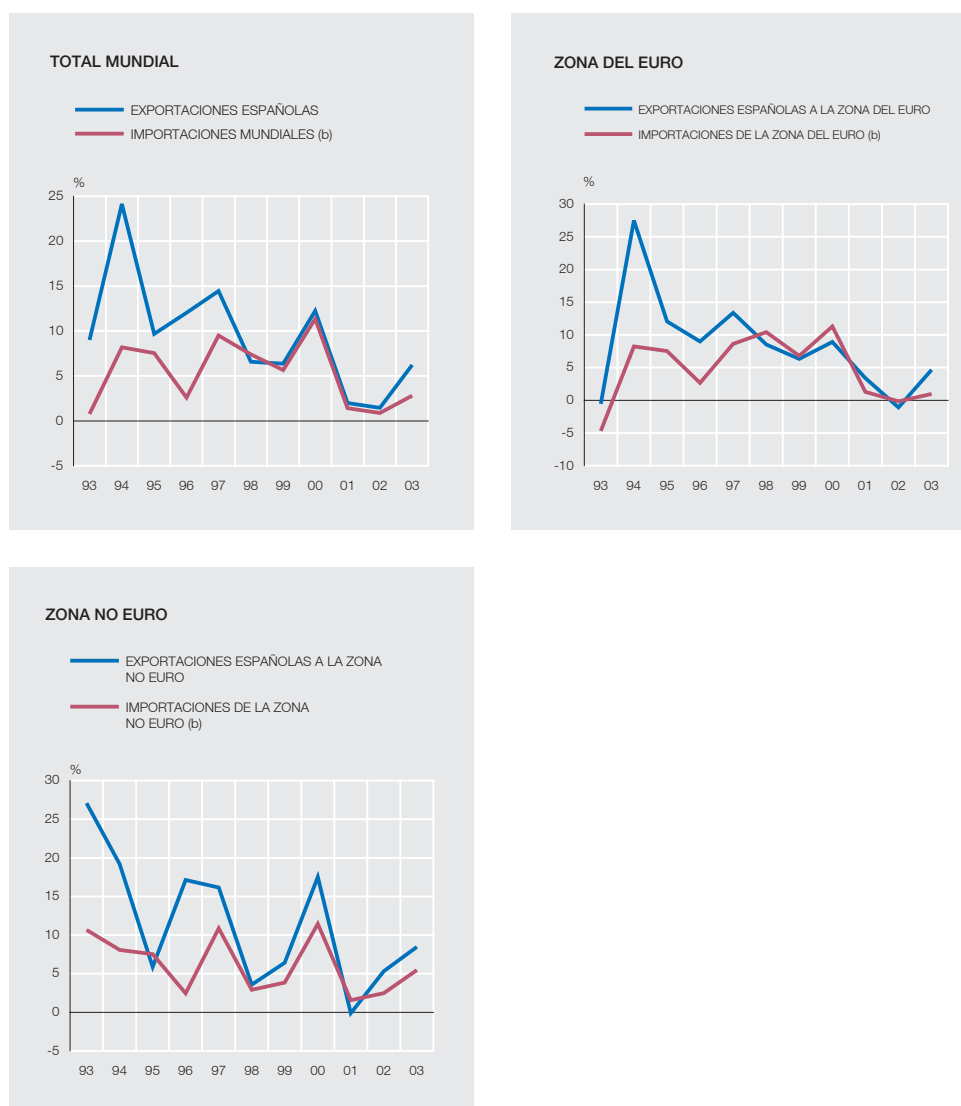 TOTAL MUNDIAL
EXPORTACIONES ESPAÑOLAS
IMPORTACIONES MUNDIALES (b)
%
25
20
15
10
5
0
-5
93 94 95 96 97 98 99 00 01 02 03
ZONA DEL EURO
EXPORTACIONES ESPAÑOLAS A LA ZONA DEL EURO
IMPORTACIONES DE LA ZONA DEL EURO (b)
%
30
25
20
15
10
5
0
-5
-10
93 94 95 96 97 98 99 00 01 02 03
ZONA NO EURO
EXPORTACIONES ESPAÑOLAS A LA ZONA
NO EURO
IMPORTACIONES DE LA ZONA
NO EURO (b)
%
30
25
20
15
10
5
0
-5
93 94 95 96 97 98 99 00 01 02 03